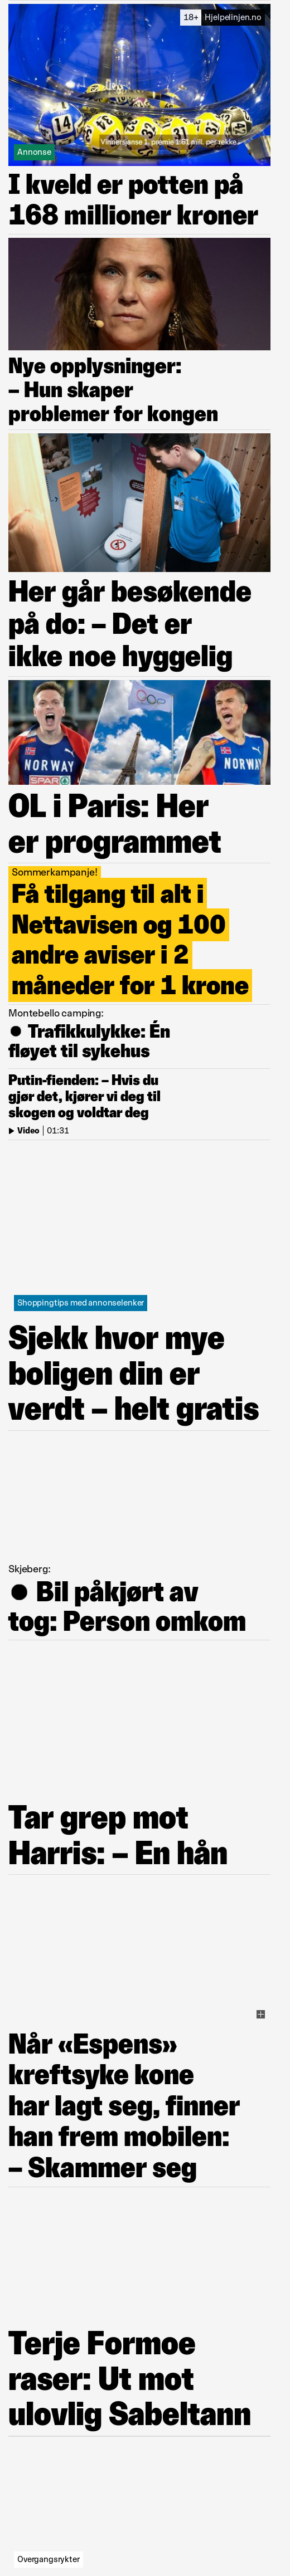 18+ Hjelpelinjen.no
14
31
Vinnersjanse 1. premie 1:61 mill. per rekke
Annonse
I kveld er potten på
168 millioner kroner
Nye opplysninger:
– Hun skaper
problemer for kongen
Her går besøkende
på do: – Det er
ikke noe hyggelig
NORWAY
NORWAY
SPAR
OL i Paris: Her
er programmet
Sommerkampanje!
Få tilgang til alt i
Nettavisen og 100
andre aviser i 2
måneder for 1 krone
Montebello camping:
Trafikkulykke: Én
fløyet til sykehus
Putin-fienden: – Hvis du
gjør det, kjører vi deg til
skogen og voldtar deg
Video 01:31
Shoppingtips med annonselenker
Sjekk hvor mye
boligen din er
verdt – helt gratis
Skjeberg:
Bil påkjørt av
tog: Person omkom
Tar grep mot
Harris: – En hån
Når «Espens»
kreftsyke kone
har lagt seg, finner
han frem mobilen:
– Skammer seg
Terje Formoe
raser: Ut mot
ulovlig Sabeltann
Overgangsrykter